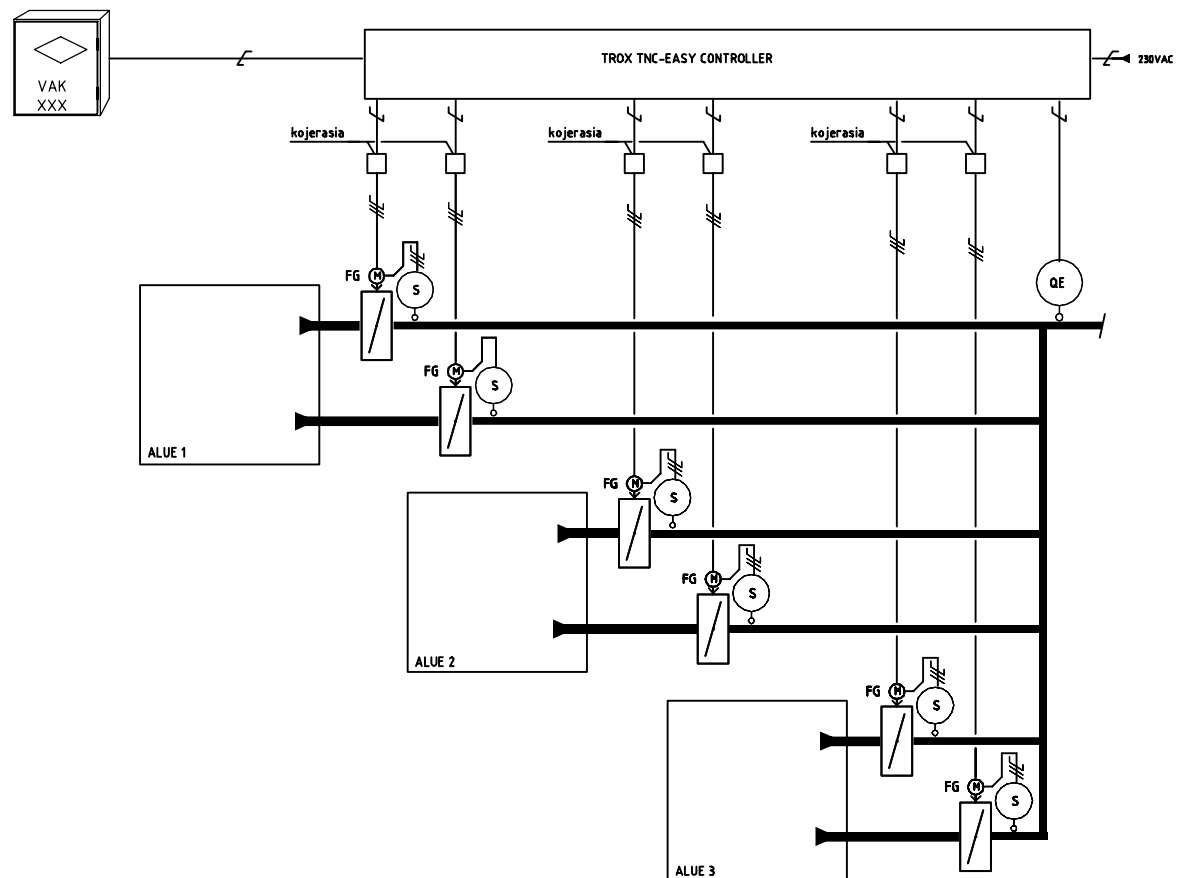 VAK
XXX
TROX TNC-EASY CONTROLLER
230VAC
kojerasia
kojerasia
kojerasia
FG
M
S
QE
FG
M
S
ALUE 1
FG
M
S
FG
M
S
ALUE 2
FG
M
S
FG
M
S
ALUE 3